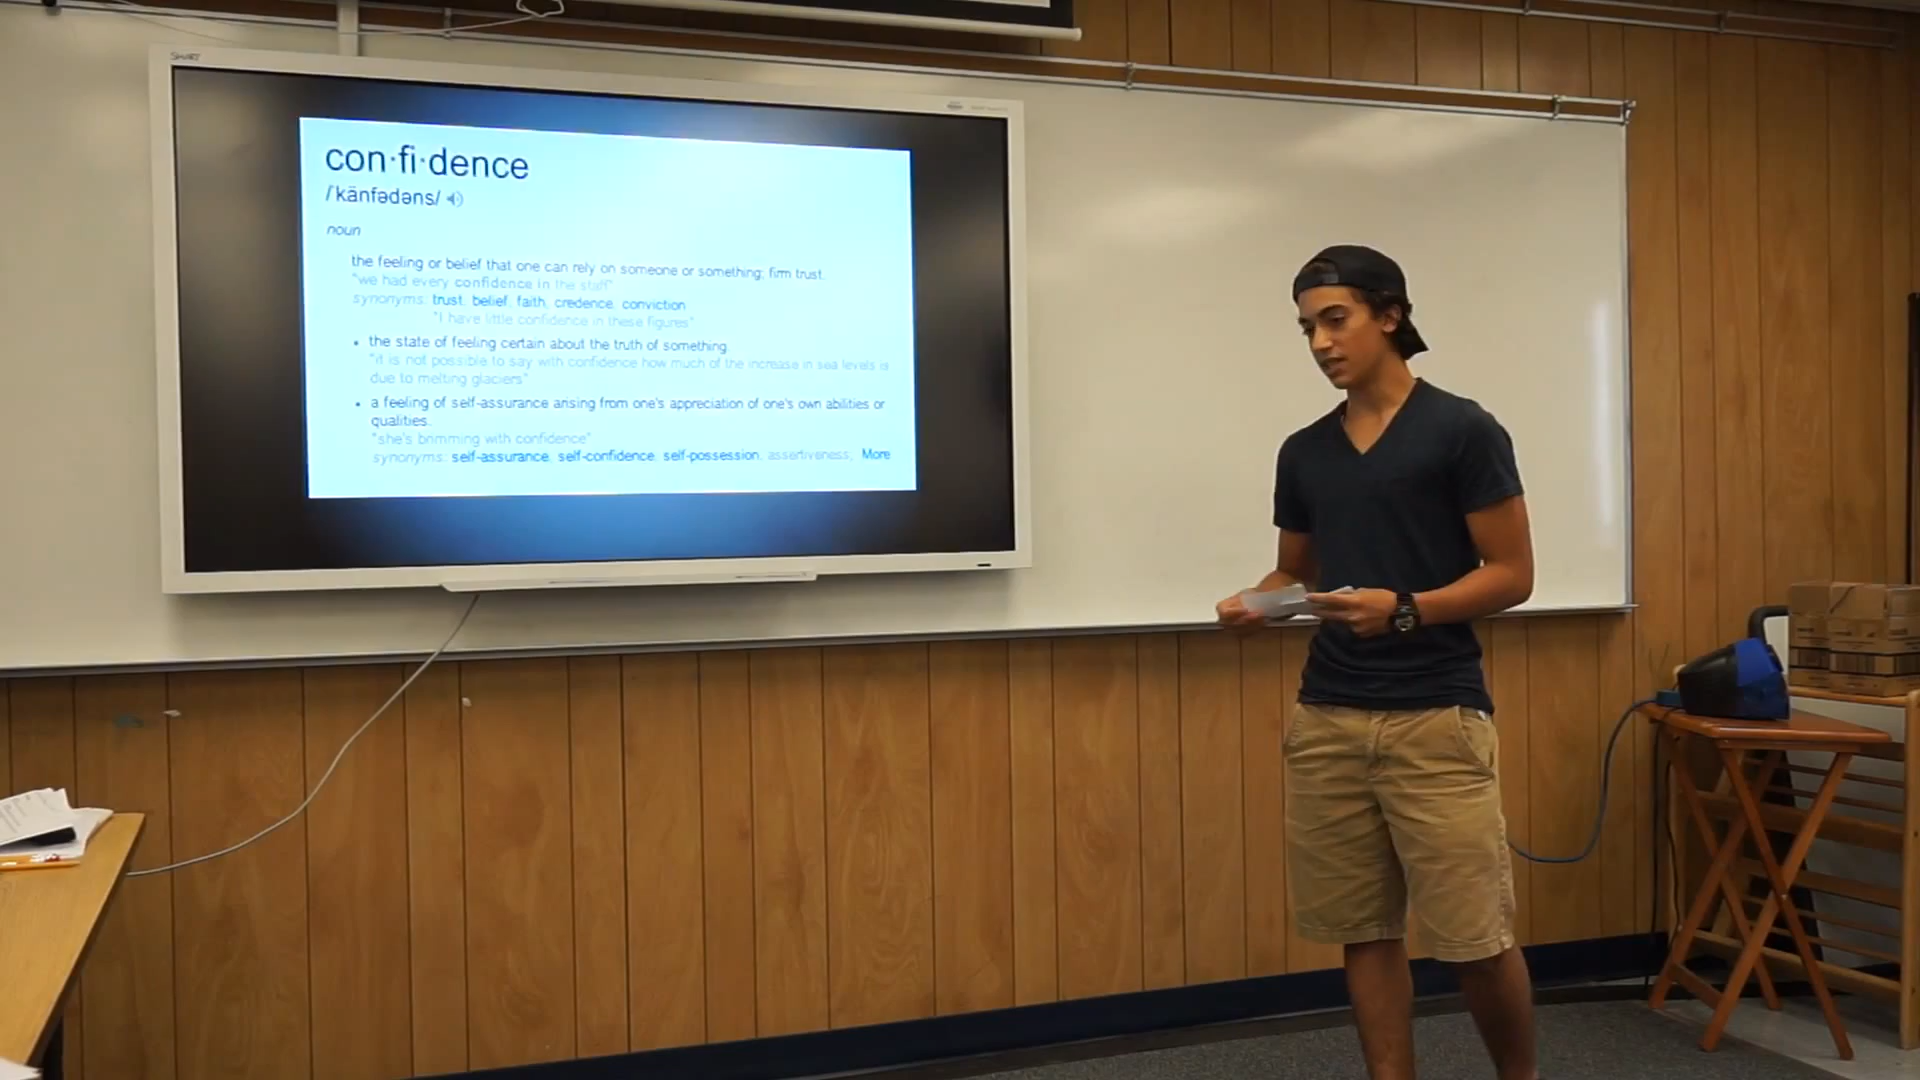 SMART
con·fi·dence
/ˈkänfədəns/
noun
the feeling or belief that one can rely on someone or something; firm trust.
"we had every confidence in the staff"
synonyms: trust, belief, faith, credence, conviction
"I have little confidence in these figures"
• the state of feeling certain about the truth of something.
"it is not possible to say with confidence how much of the increase in sea levels is
due to melting glaciers"
• a feeling of self-assurance arising from one's appreciation of one's own abilities or
qualities.
"she's brimming with confidence"
synonyms: self-assurance, self-confidence, self-possession, assertiveness; More